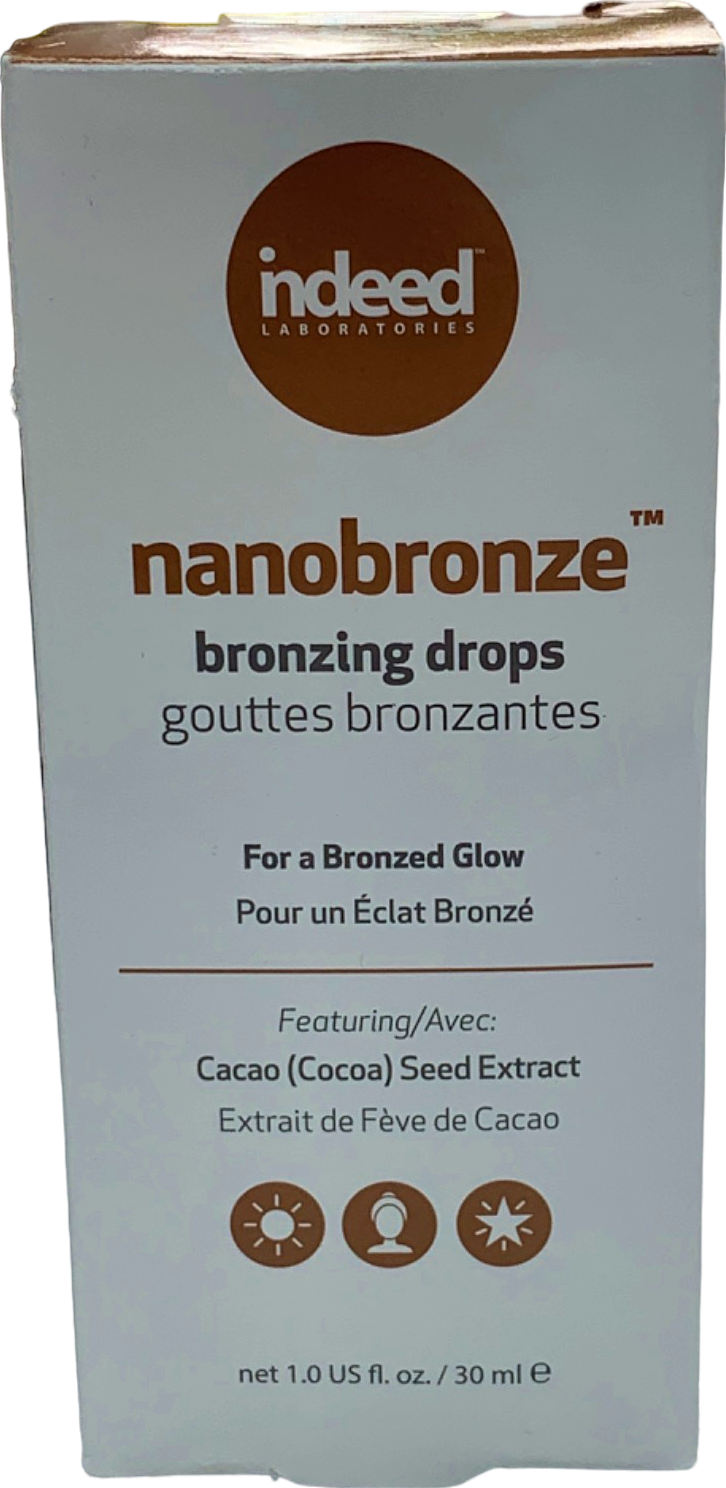 indeed™
LABORATORIES
nanobronze™
bronzing drops
gouttes bronzantes
For a Bronzed Glow
Pour un Éclat Bronzé
Featuring/Avec:
Cacao (Cocoa) Seed Extract
Extrait de Fève de Cacao
net 1.0 US fl. oz. / 30 ml ℮